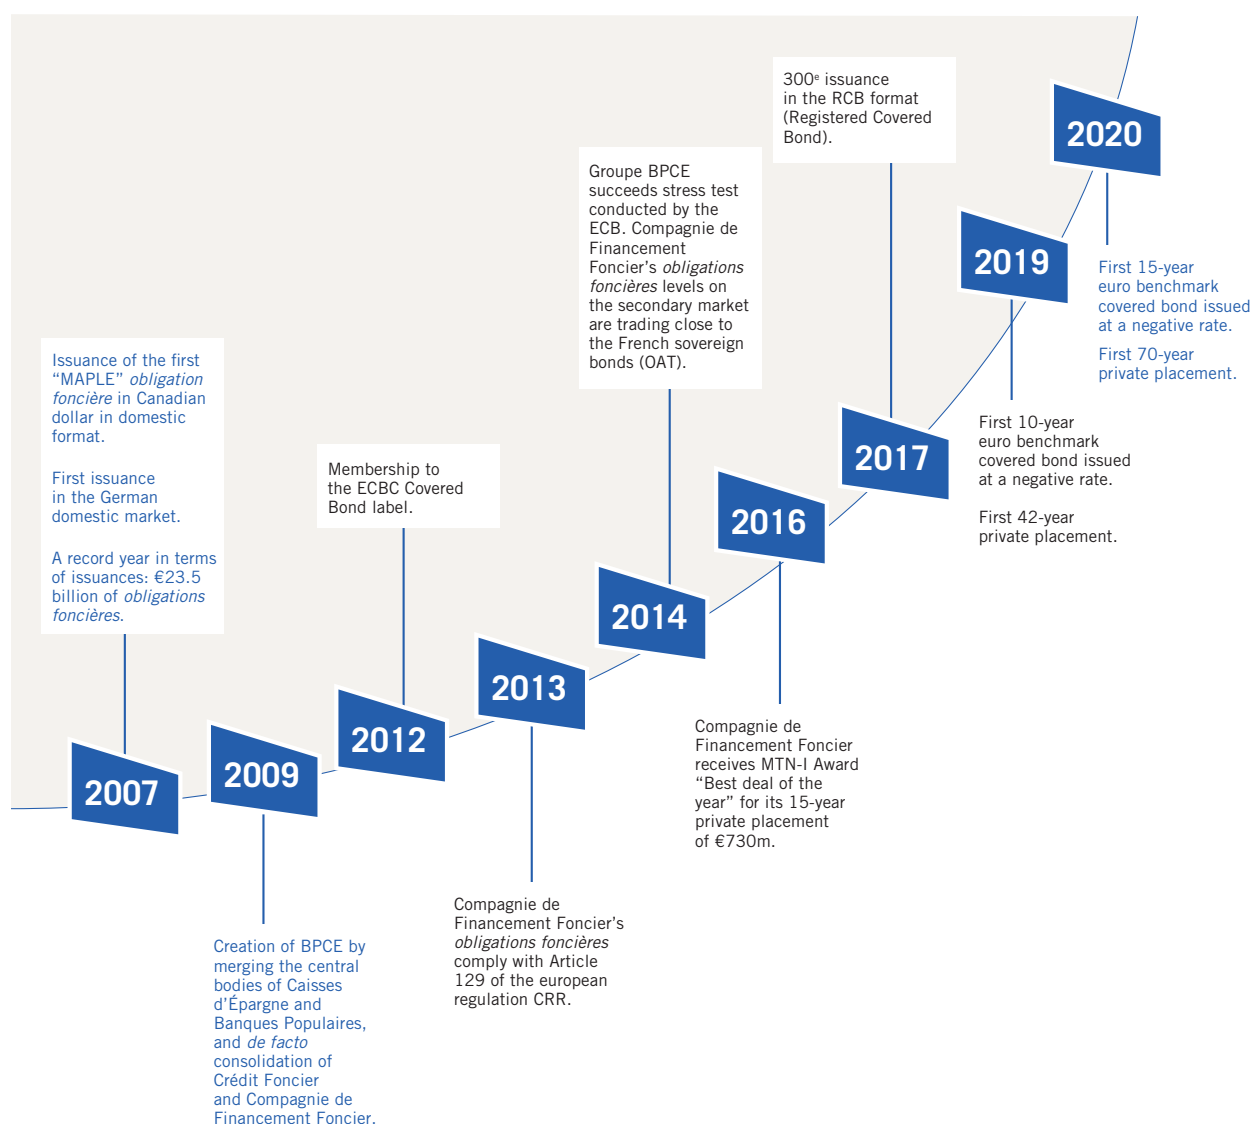 Issuance of the first
“MAPLE” obligation
foncière in Canadian
dollar in domestic
format.
First issuance
in the German
domestic market.
A record year in terms
of issuances: €23.5
billion of obligations
foncières.
2007
2009
Creation of BPCE by
merging the central
bodies of Caisses
d’Épargne and
Banques Populaires,
and de facto
consolidation of
Crédit Foncier
and Compagnie de
Financement Foncier.
Membership to
the ECBC Covered
Bond label.
2012
2013
Compagnie de
Financement Foncier’s
obligations foncières
comply with Article
129 of the european
regulation CRR.
Groupe BPCE
succeeds stress test
conducted by the
ECB. Compagnie de
Financement
Foncier’s obligations
foncières levels on
the secondary market
are trading close to
the French sovereign
bonds (OAT).
2014
2016
Compagnie de
Financement Foncier
receives MTN-I Award
“Best deal of the
year” for its 15-year
private placement
of €730m.
300e issuance
in the RCB format
(Registered Covered
Bond).
2017
2019
First 10-year
euro benchmark
covered bond issued
at a negative rate.
First 42-year
private placement.
2020
First 15-year
euro benchmark
covered bond issued
at a negative rate.
First 70-year
private placement.